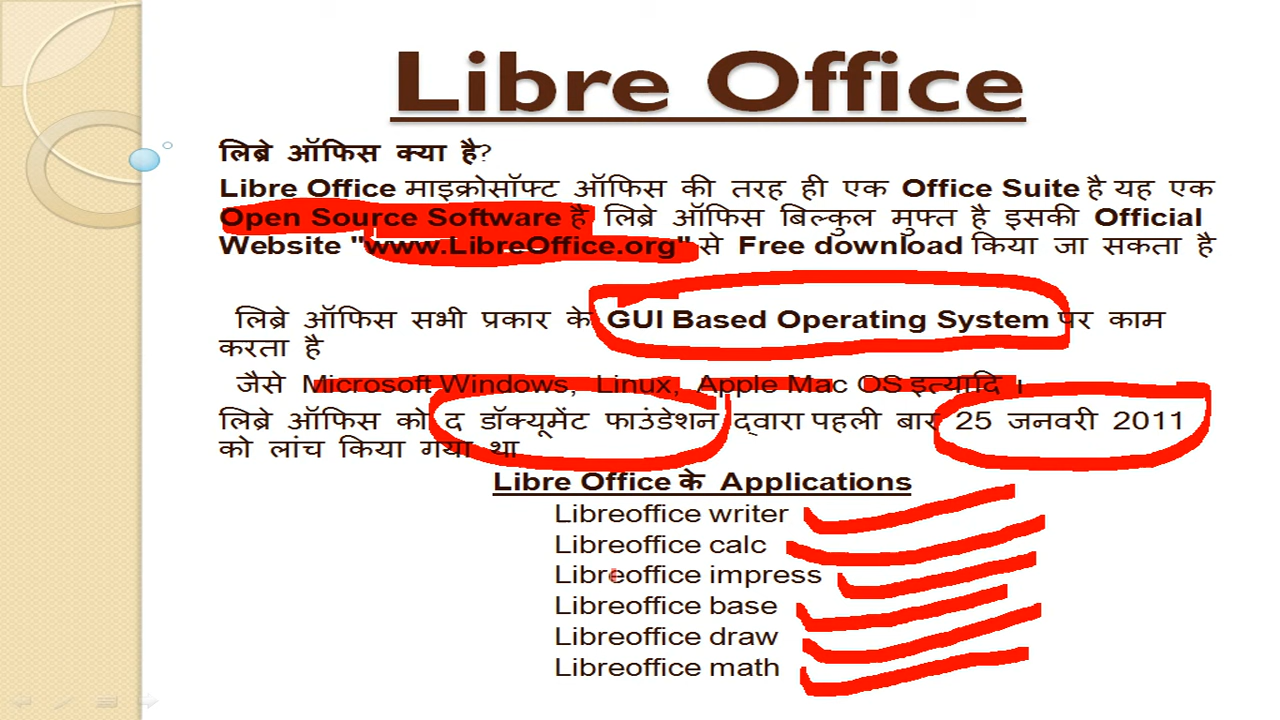 Libre Office
लिब्रे ऑफिस क्या है?
Libre Office माइक्रोसॉफ्ट ऑफिस की तरह ही एक Office Suite है यह एक
Open Source Software है लिब्रे ऑफिस बिल्कुल मुफ्त है इसकी Official
Website "www.LibreOffice.org" से Free download किया जा सकता है
लिब्रे ऑफिस सभी प्रकार के GUI Based Operating System पर काम
करता है
जैसे Microsoft Windows, Linux, Apple Mac OS इत्यादि ।
लिब्रे ऑफिस को द डॉक्यूमेंट फाउंडेशन द्वारा पहली बार 25 जनवरी 2011
को लांच किया गया था
Libre Office के Applications
Libreoffice writer
Libreoffice calc
Libreoffice impress
Libreoffice base
Libreoffice draw
Libreoffice math